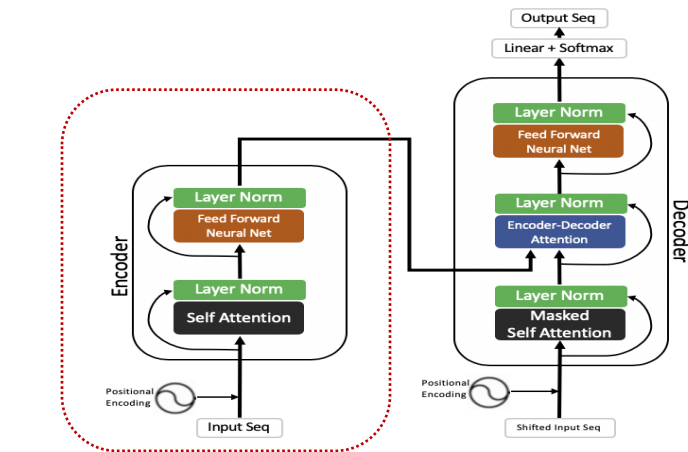 Output Seq
Linear + Softmax
Layer Norm
Feed Forward
Neural Net
Layer Norm
Encoder-Decoder
Attention
Layer Norm
Masked
Self Attention
Decoder
Positional
Encoding
Shifted Input Seq
Encoder
Layer Norm
Feed Forward
Neural Net
Layer Norm
Self Attention
Positional
Encoding
Input Seq